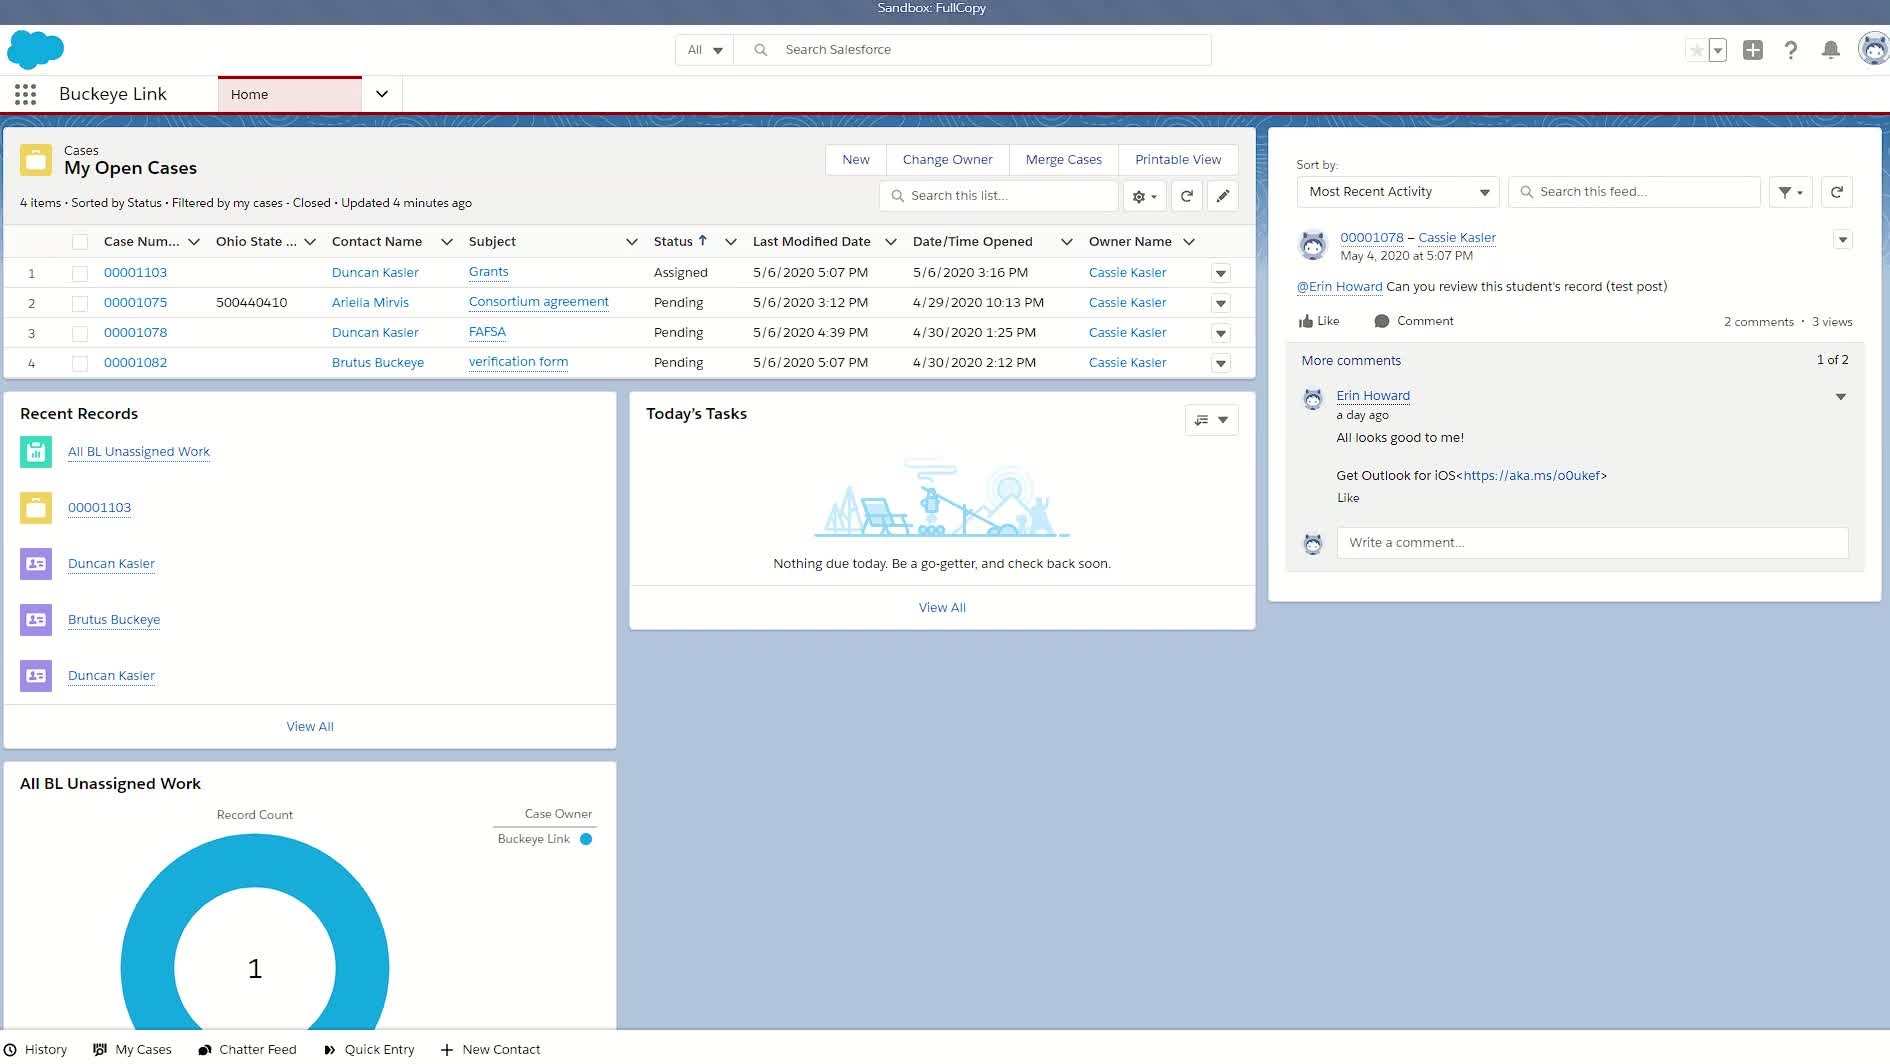 Sandbox: FullCopy
All
Search Salesforce
Buckeye Link
Home
Cases
My Open Cases
New
Change Owner
Merge Cases
Printable View
4 items • Sorted by Status • Filtered by my cases - Closed • Updated 4 minutes ago
Search this list...
Case Num... Ohio State ... Contact Name Subject Status ↑ Last Modified Date Date/Time Opened Owner Name
1 00001103 Duncan Kasler Grants Assigned 5/6/2020 5:07 PM 5/6/2020 3:16 PM Cassie Kasler
2 00001075 500440410 Ariella Mirvis Consortium agreement Pending 5/6/2020 3:12 PM 4/29/2020 10:13 PM Cassie Kasler
3 00001078 Duncan Kasler FAFSA Pending 5/6/2020 4:39 PM 4/30/2020 1:25 PM Cassie Kasler
4 00001082 Brutus Buckeye verification form Pending 5/6/2020 5:07 PM 4/30/2020 2:12 PM Cassie Kasler
Recent Records
All BL Unassigned Work
00001103
Duncan Kasler
Brutus Buckeye
Duncan Kasler
View All
Today's Tasks
Nothing due today. Be a go-getter, and check back soon.
View All
Sort by:
Most Recent Activity
Search this feed...
00001078 – Cassie Kasler
May 4, 2020 at 5:07 PM
@Erin Howard Can you review this student's record (test post)
Like
Comment
2 comments · 3 views
More comments
1 of 2
Erin Howard
a day ago
All looks good to me!
Get Outlook for iOS<https://aka.ms/o0ukef>
Like
Write a comment...
All BL Unassigned Work
Record Count
Case Owner
Buckeye Link
1
History
My Cases
Chatter Feed
Quick Entry
New Contact